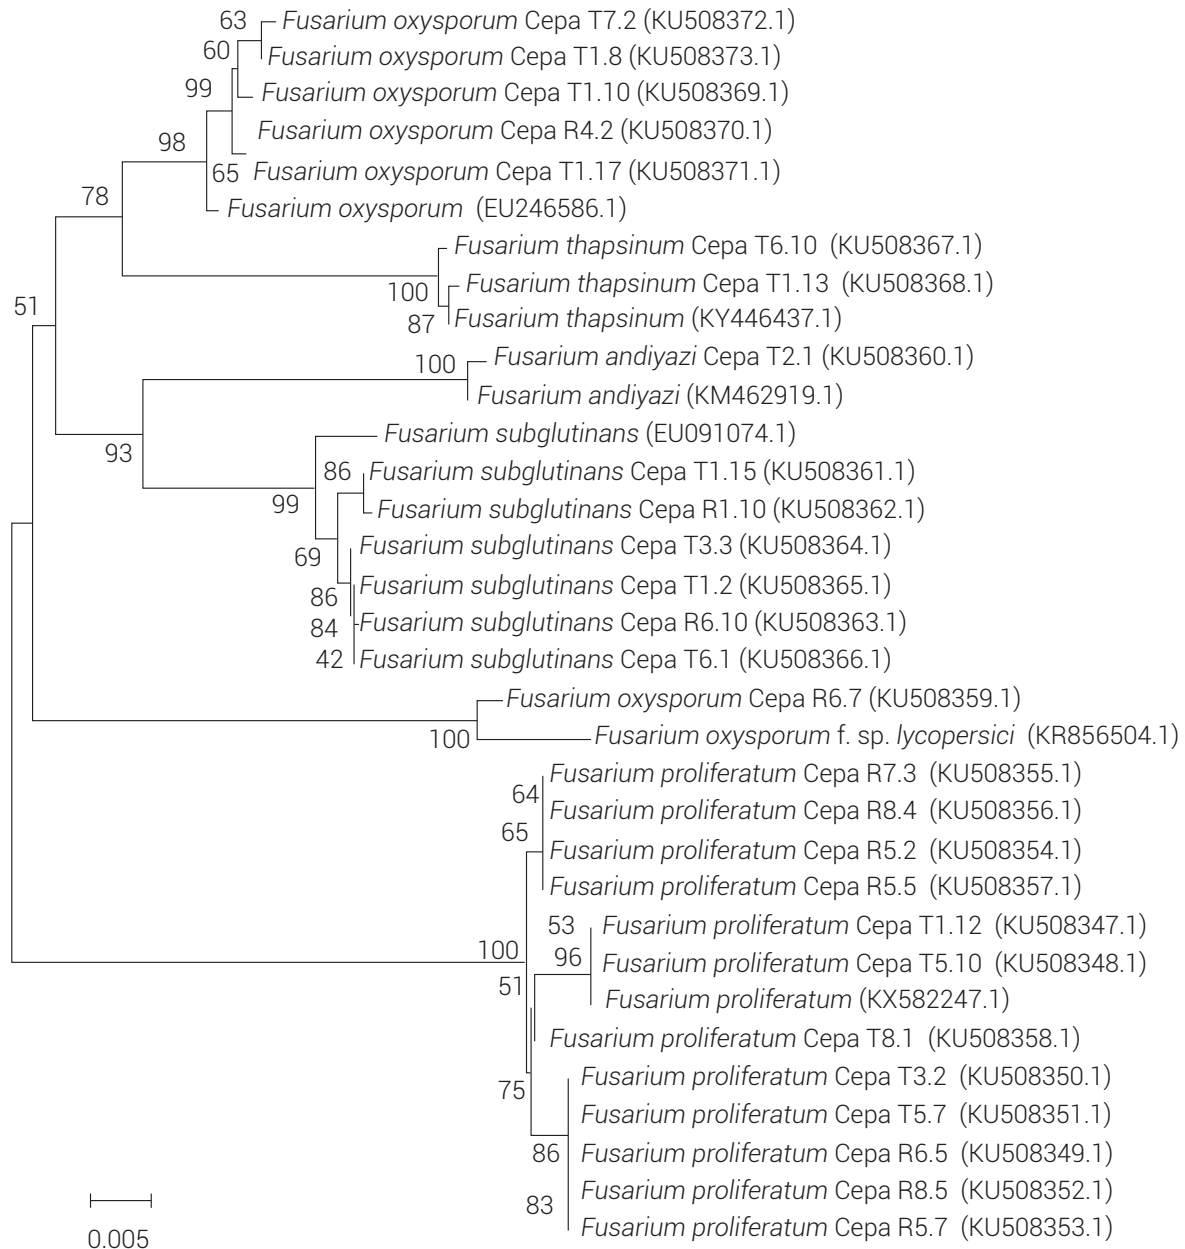 63
Fusarium oxysporum Cepa T7.2 (KU508372.1)
60
Fusarium oxysporum Cepa T1.8 (KU508373.1)
99
Fusarium oxysporum Cepa T1.10 (KU508369.1)
98
Fusarium oxysporum Cepa R4.2 (KU508370.1)
65
Fusarium oxysporum Cepa T1.17 (KU508371.1)
78
Fusarium oxysporum (EU246586.1)
Fusarium thapsinum Cepa T6.10 (KU508367.1)
100
Fusarium thapsinum Cepa T1.13 (KU508368.1)
51
87
Fusarium thapsinum (KY446437.1)
100
Fusarium andiyazi Cepa T2.1 (KU508360.1)
Fusarium andiyazi (KM462919.1)
93
Fusarium subglutinans (EU091074.1)
86
Fusarium subglutinans Cepa T1.15 (KU508361.1)
99
Fusarium subglutinans Cepa R1.10 (KU508362.1)
69
Fusarium subglutinans Cepa T3.3 (KU508364.1)
86
Fusarium subglutinans Cepa T1.2 (KU508365.1)
84
Fusarium subglutinans Cepa R6.10 (KU508363.1)
42
Fusarium subglutinans Cepa T6.1 (KU508366.1)
Fusarium oxysporum Cepa R6.7 (KU508359.1)
100
Fusarium oxysporum f. sp. lycopersici (KR856504.1)
Fusarium proliferatum Cepa R7.3 (KU508355.1)
64
Fusarium proliferatum Cepa R8.4 (KU508356.1)
65
Fusarium proliferatum Cepa R5.2 (KU508354.1)
Fusarium proliferatum Cepa R5.5 (KU508357.1)
53
Fusarium proliferatum Cepa T1.12 (KU508347.1)
100
96
Fusarium proliferatum Cepa T5.10 (KU508348.1)
51
Fusarium proliferatum (KX582247.1)
Fusarium proliferatum Cepa T8.1 (KU508358.1)
75
Fusarium proliferatum Cepa T3.2 (KU508350.1)
Fusarium proliferatum Cepa T5.7 (KU508351.1)
86
Fusarium proliferatum Cepa R6.5 (KU508349.1)
83
Fusarium proliferatum Cepa R8.5 (KU508352.1)
Fusarium proliferatum Cepa R5.7 (KU508353.1)
0.005